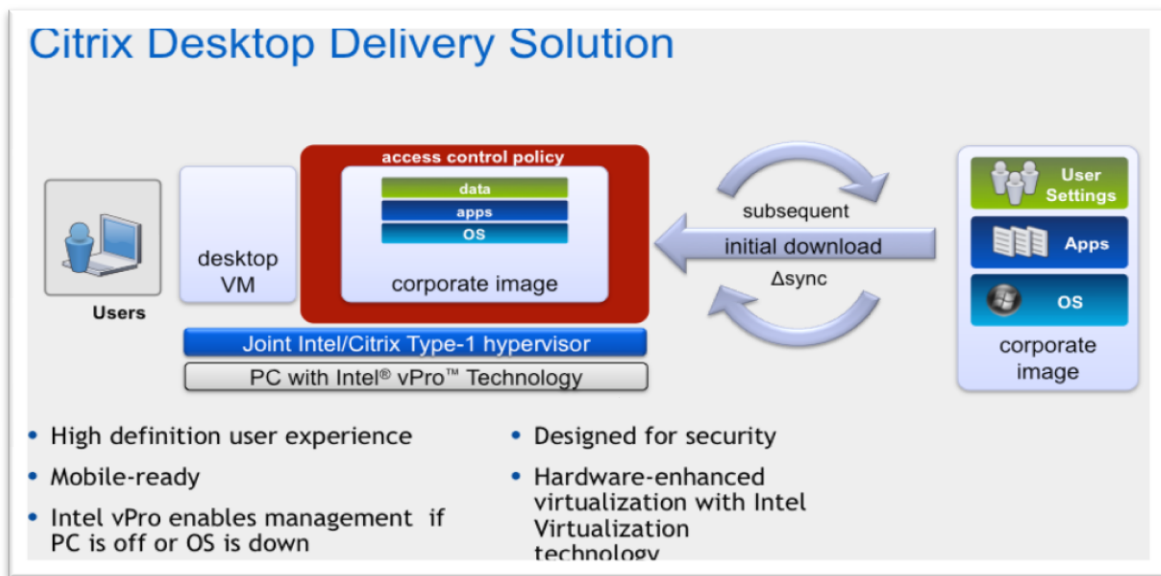 Citrix Desktop Delivery Solution
access control policy
data
apps
OS
corporate image
desktop
VM
Users
Joint Intel/Citrix Type-1 hypervisor
PC with Intel® vPro™ Technology
subsequent
initial download
Δsync
User
Settings
Apps
OS
corporate
image
• High definition user experience
• Mobile-ready
• Intel vPro enables management if
PC is off or OS is down
• Designed for security
• Hardware-enhanced
virtualization with Intel
Virtualization
technology